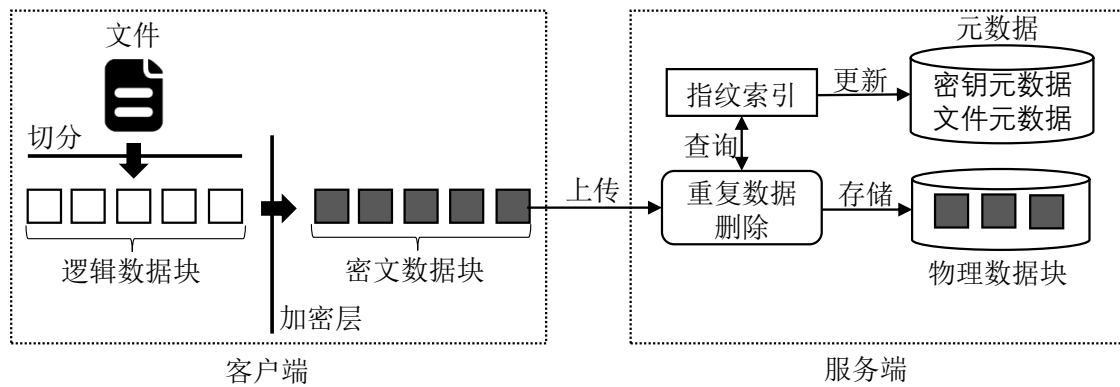 文件
切分
逻辑数据块
加密层
密文数据块
客户端
上传
指纹索引
查询
重复数据
删除
更新
元数据
密钥元数据
文件元数据
存储
物理数据块
服务端